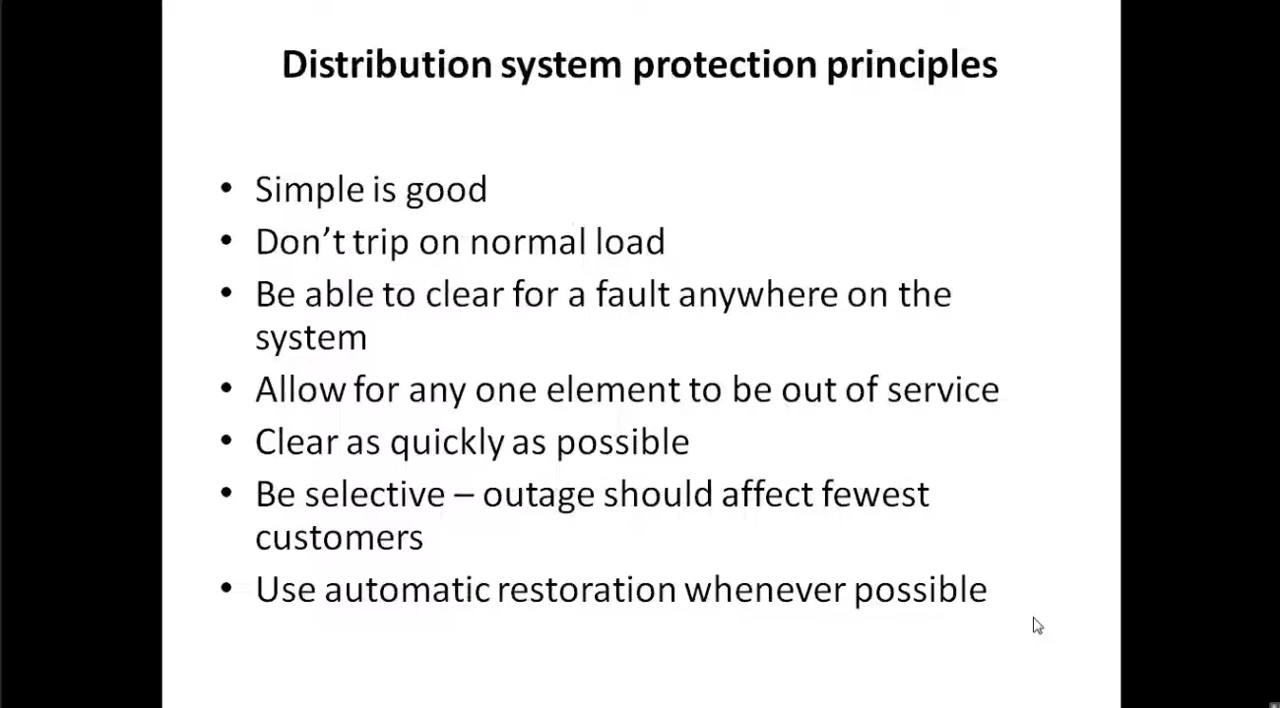 Distribution system protection principles
• Simple is good
• Don’t trip on normal load
• Be able to clear for a fault anywhere on the
system
• Allow for any one element to be out of service
• Clear as quickly as possible
• Be selective – outage should affect fewest
customers
• Use automatic restoration whenever possible